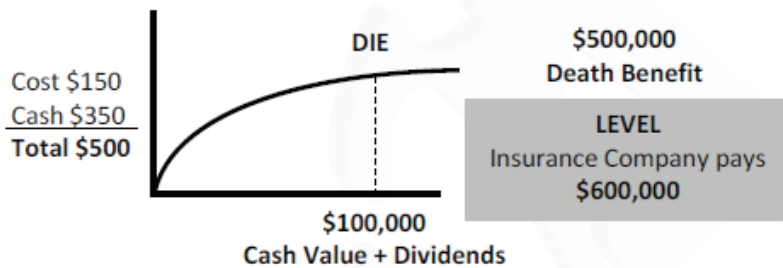 Cost $150
Cash $350
Total $500
DIE
$100,000
Cash Value + Dividends
$500,000
Death Benefit
LEVEL
Insurance Company pays
$600,000